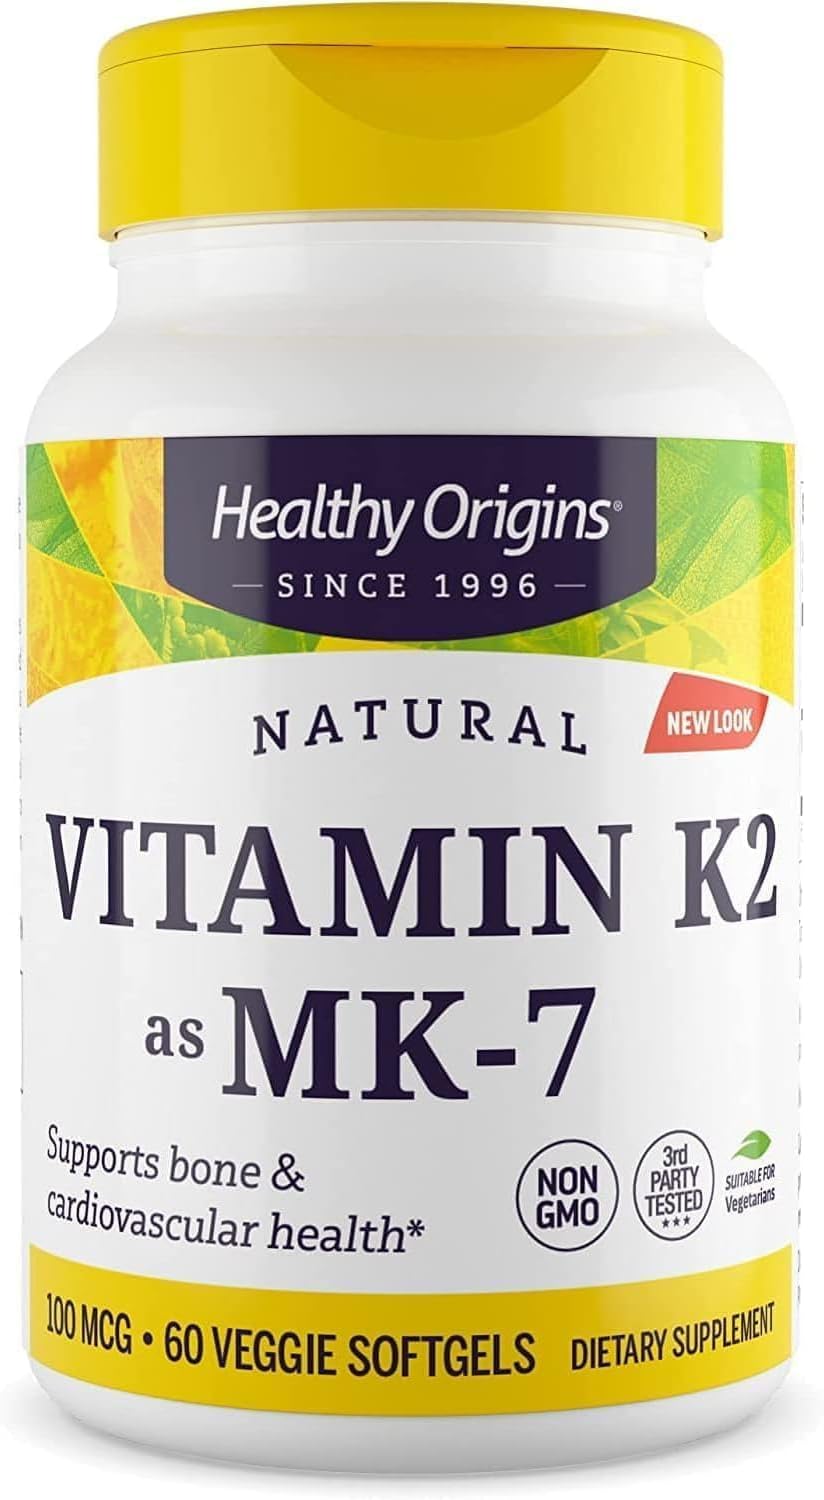 Healthy Origins®
SINCE 1996
NATURAL
NEW LOOK
VITAMIN K2
as MK-7
Supports bone &
cardiovascular health*
NON
GMO
3rd
PARTY
TESTED
★★★
SUITABLE FOR
Vegetarians
100 MCG • 60 VEGGIE SOFTGELS
DIETARY SUPPLEMENT